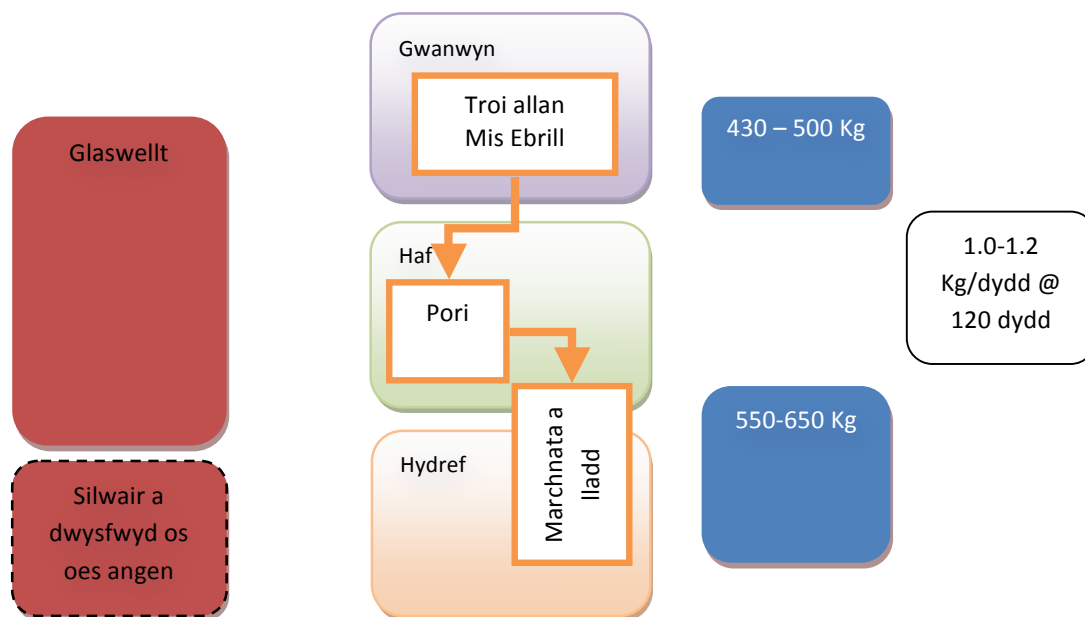 Glaswellt
Silwair a
dwysfwyd os
oes angen
Gwanwyn
Troi allan
Mis Ebrill
Haf
Pori
Hydref
Marchnata a
lladd
430 – 500 Kg
550-650 Kg
1.0-1.2
Kg/dydd @
120 dydd